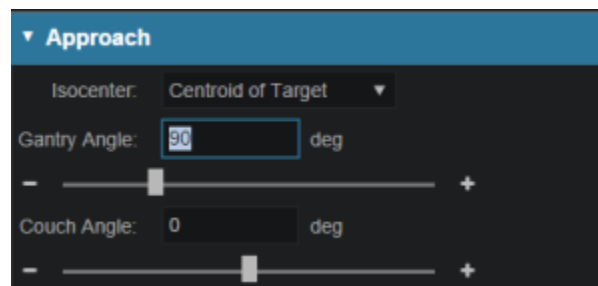 ▼ Approach
Isocenter: Centroid of Target ▼
Gantry Angle: 90 deg
− +
Couch Angle: 0 deg
− +